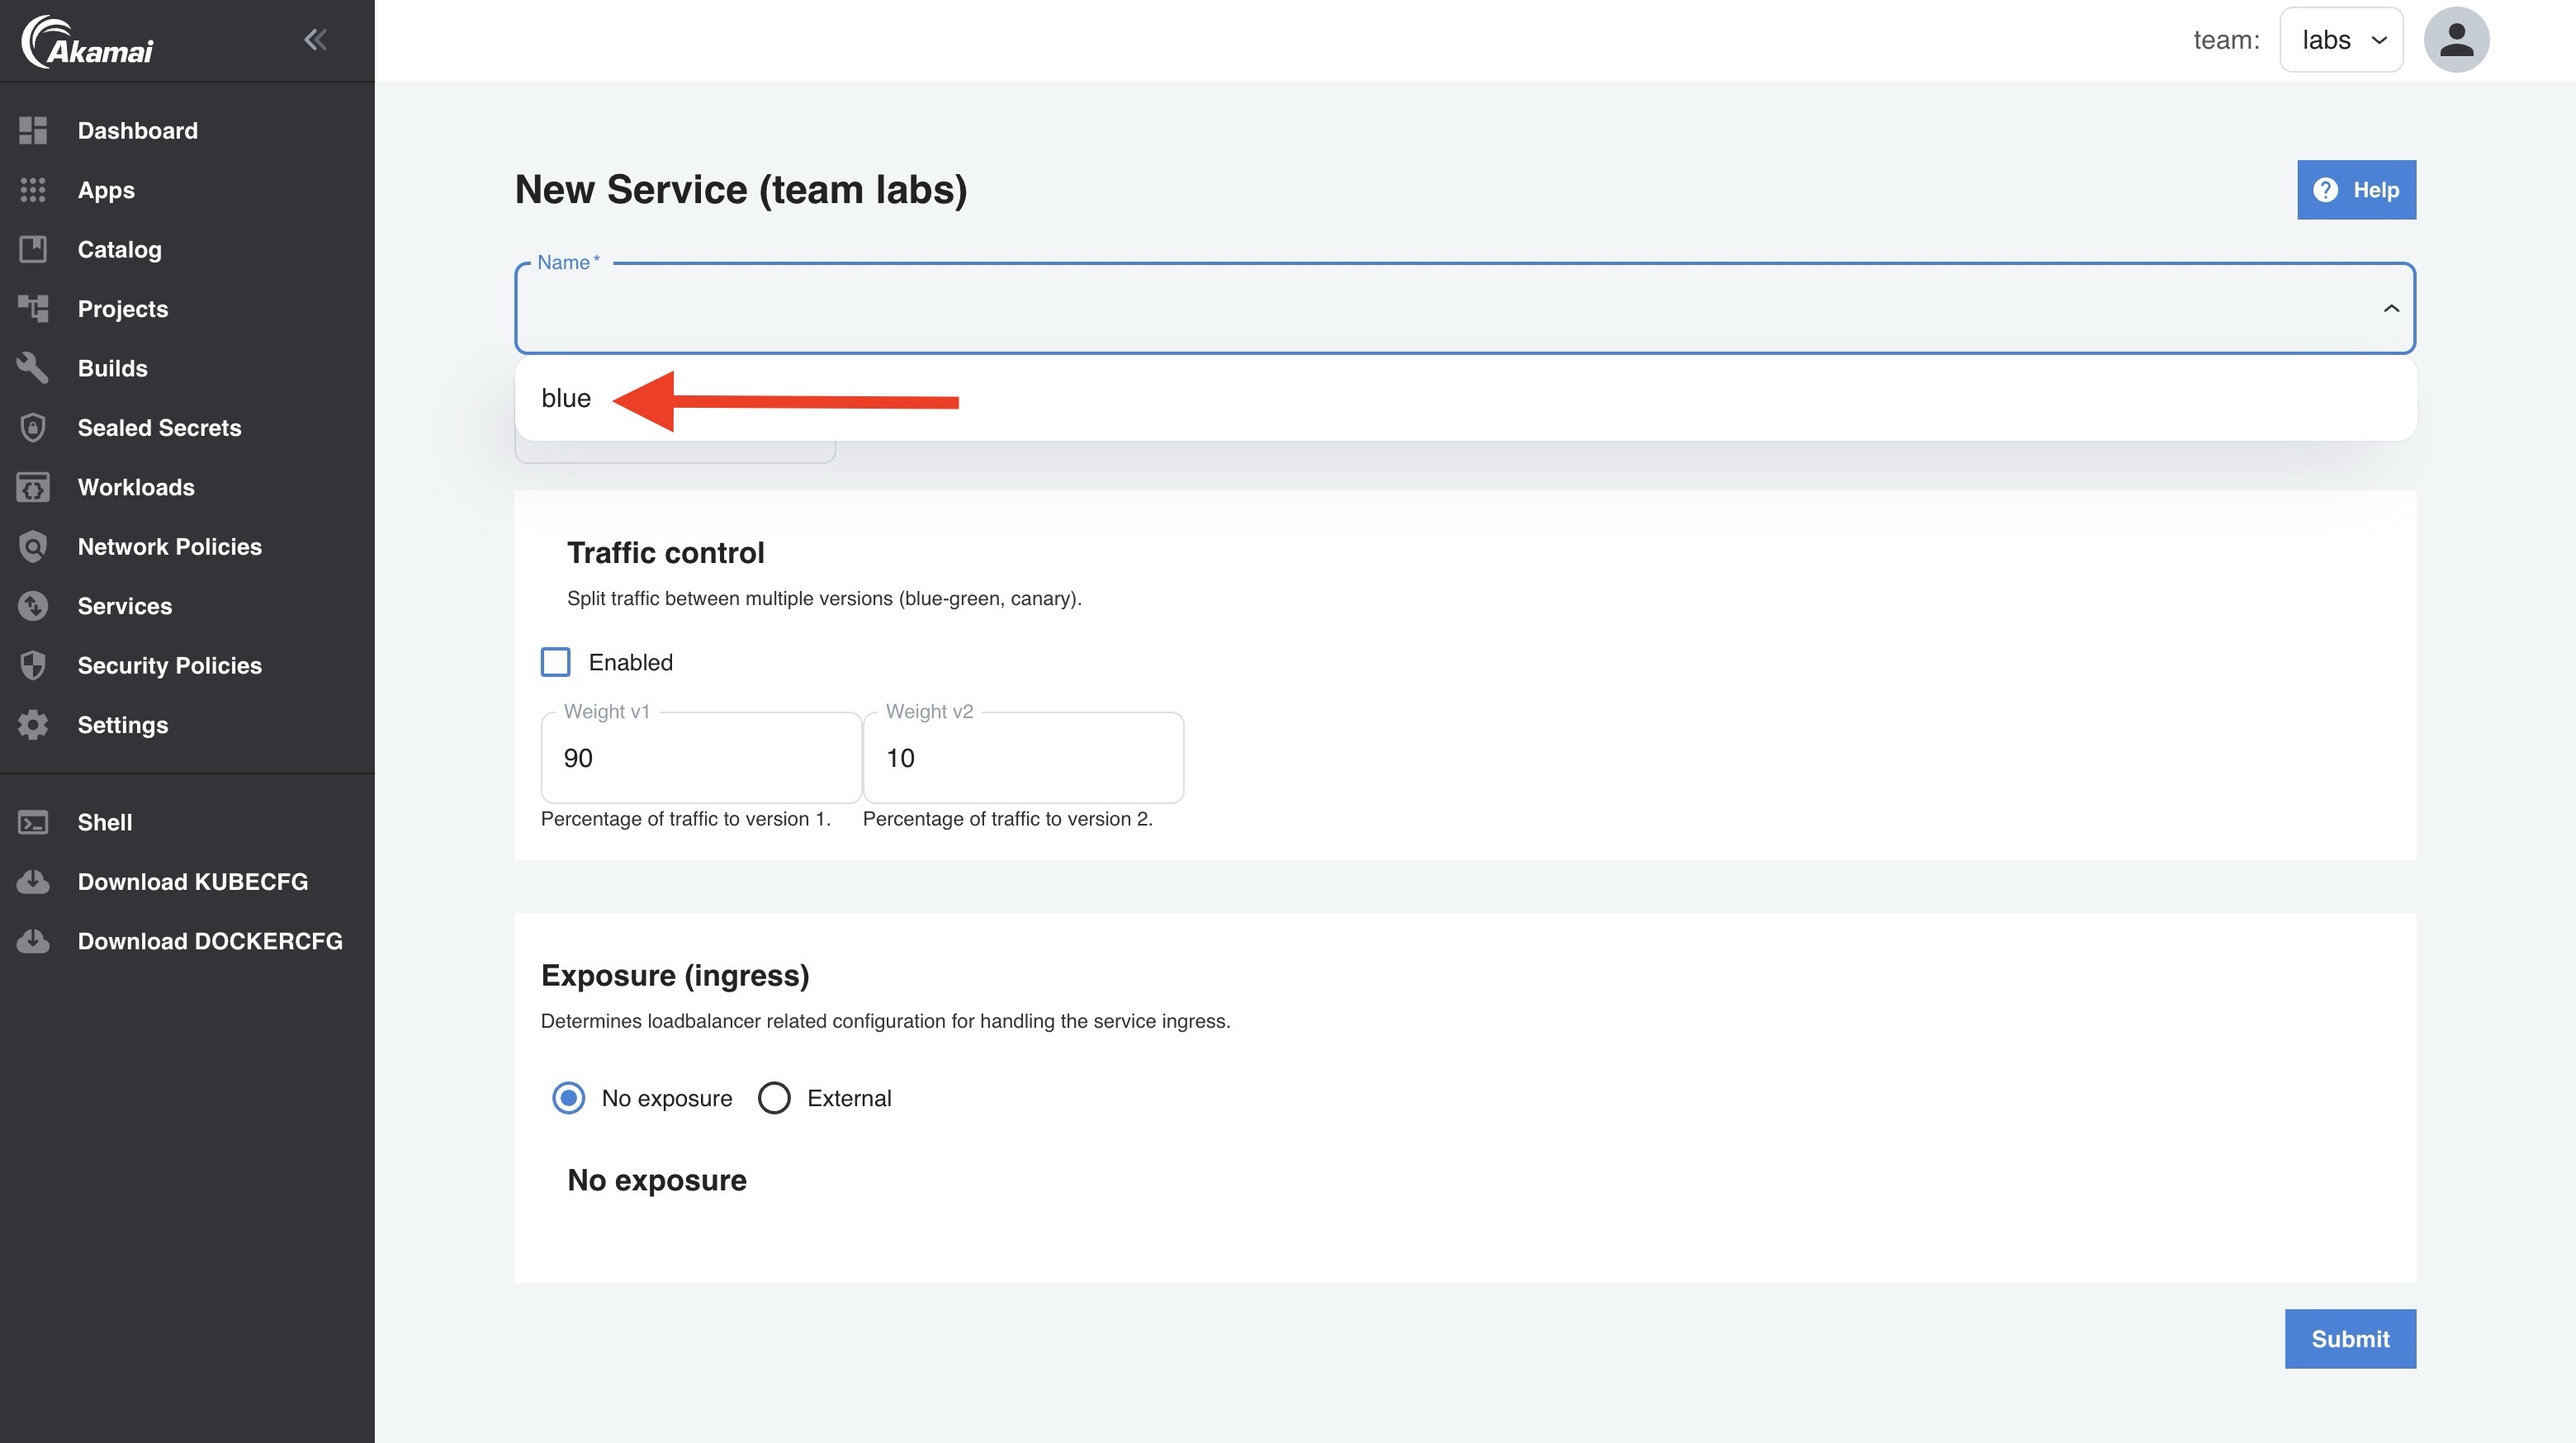 Akamai
team:
labs
Dashboard
Apps
Catalog
Projects
Builds
Sealed Secrets
Workloads
Network Policies
Services
Security Policies
Settings
Shell
Download KUBECFG
Download DOCKERCFG
New Service (team labs)
Help
Name *
blue
Traffic control
Split traffic between multiple versions (blue-green, canary).
Enabled
Weight v1
Weight v2
90
10
Percentage of traffic to version 1.
Percentage of traffic to version 2.
Exposure (ingress)
Determines loadbalancer related configuration for handling the service ingress.
No exposure
External
No exposure
Submit